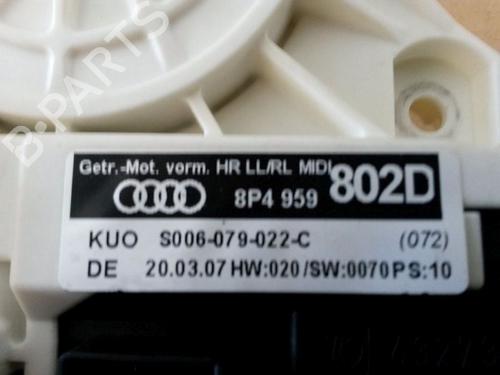 B-PARTS
Getr.-Mot. vorm. HR LL/RL MIDI
8P4 959 802D
KUO S006-079-022-C (072)
DE 20.03.07 HW:020/SW:0070 PS:10